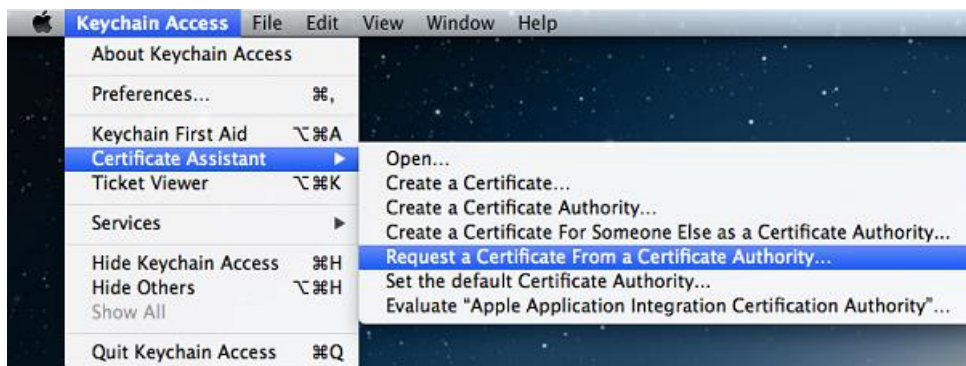 Keychain Access File Edit View Window Help
About Keychain Access
Preferences... ⌘,
Keychain First Aid ⌥⌘A
Certificate Assistant ▶
Ticket Viewer ⌥⌘K
Services ▶
Hide Keychain Access ⌘H
Hide Others ⌥⌘H
Show All
Quit Keychain Access ⌘Q
Open...
Create a Certificate...
Create a Certificate Authority...
Create a Certificate For Someone Else as a Certificate Authority...
Request a Certificate From a Certificate Authority...
Set the default Certificate Authority...
Evaluate “Apple Application Integration Certification Authority”...